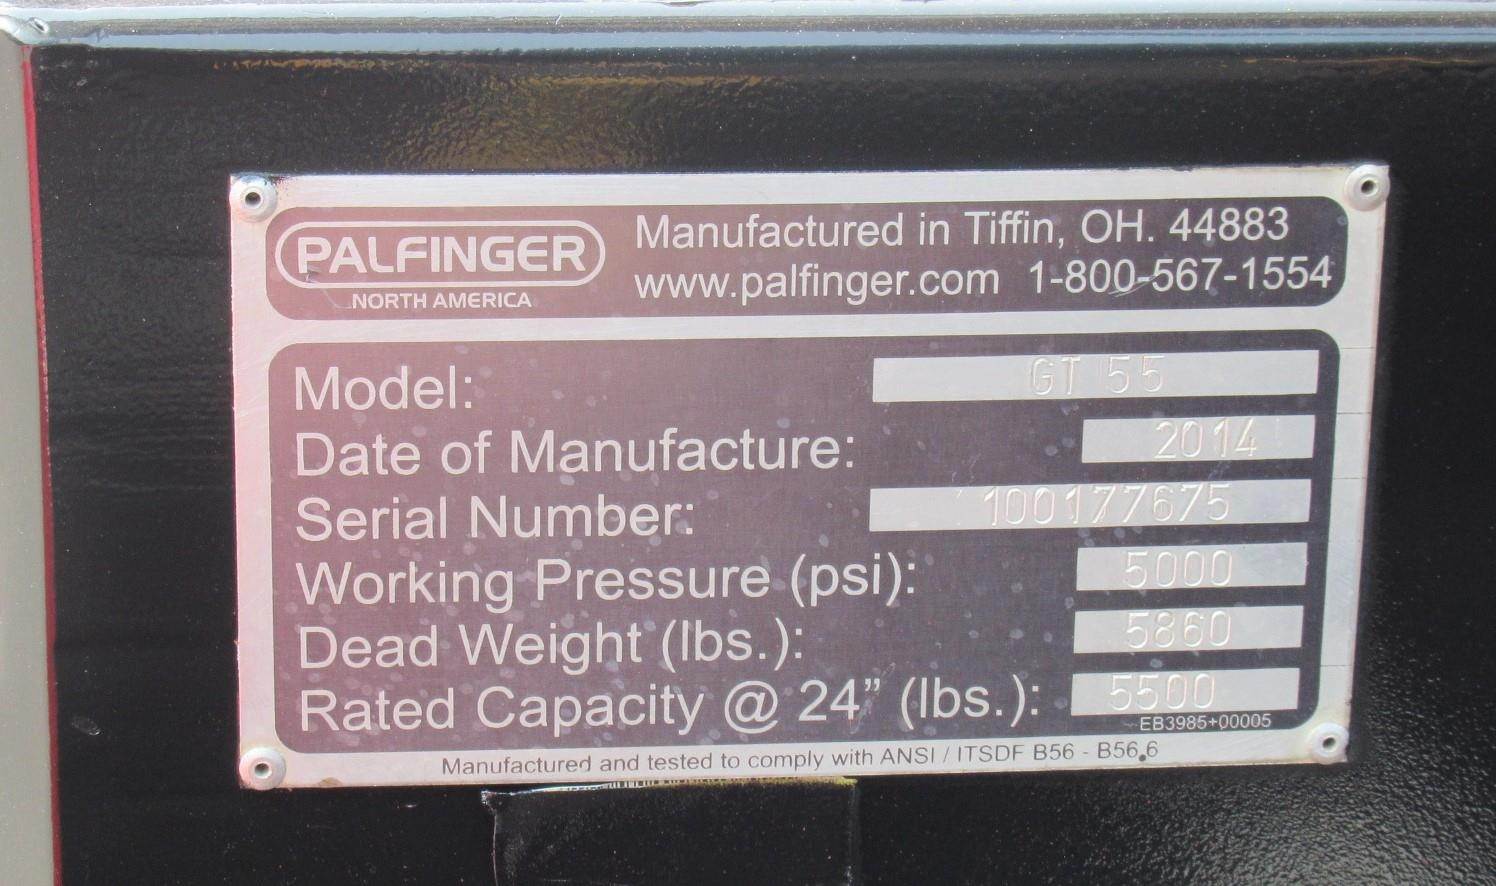 PALFINGER
NORTH AMERICA
Manufactured in Tiffin, OH. 44883
www.palfinger.com 1-800-567-1554
Model: GT 55
Date of Manufacture: 2014
Serial Number: 100177675
Working Pressure (psi): 5000
Dead Weight (lbs.): 5860
Rated Capacity @ 24” (lbs.): 5500
EB3985+00005
Manufactured and tested to comply with ANSI / ITSDF B56 - B56.6